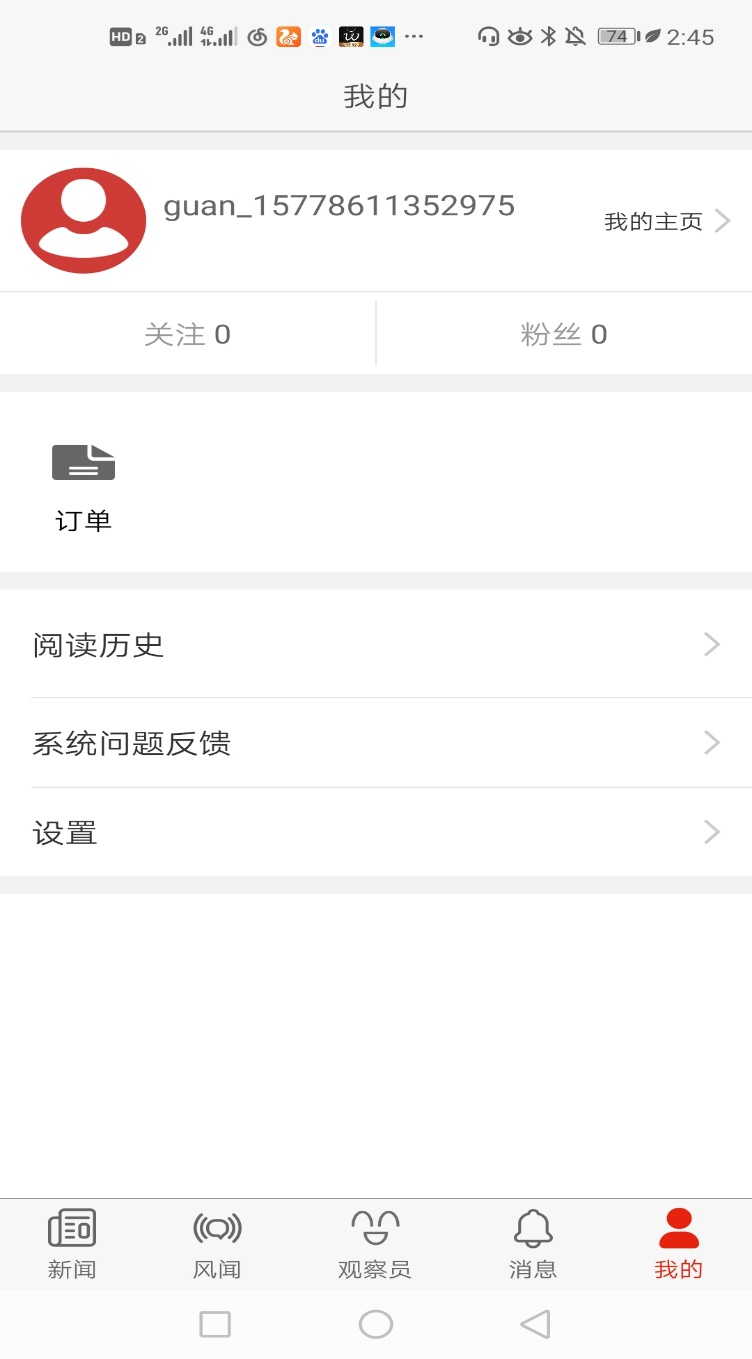 HD 2 2G 4G 74 2:45
我的
guan_15778611352975
我的主页
关注 0 粉丝 0
订单
阅读历史
系统问题反馈
设置
新闻 风闻 观察员 消息 我的